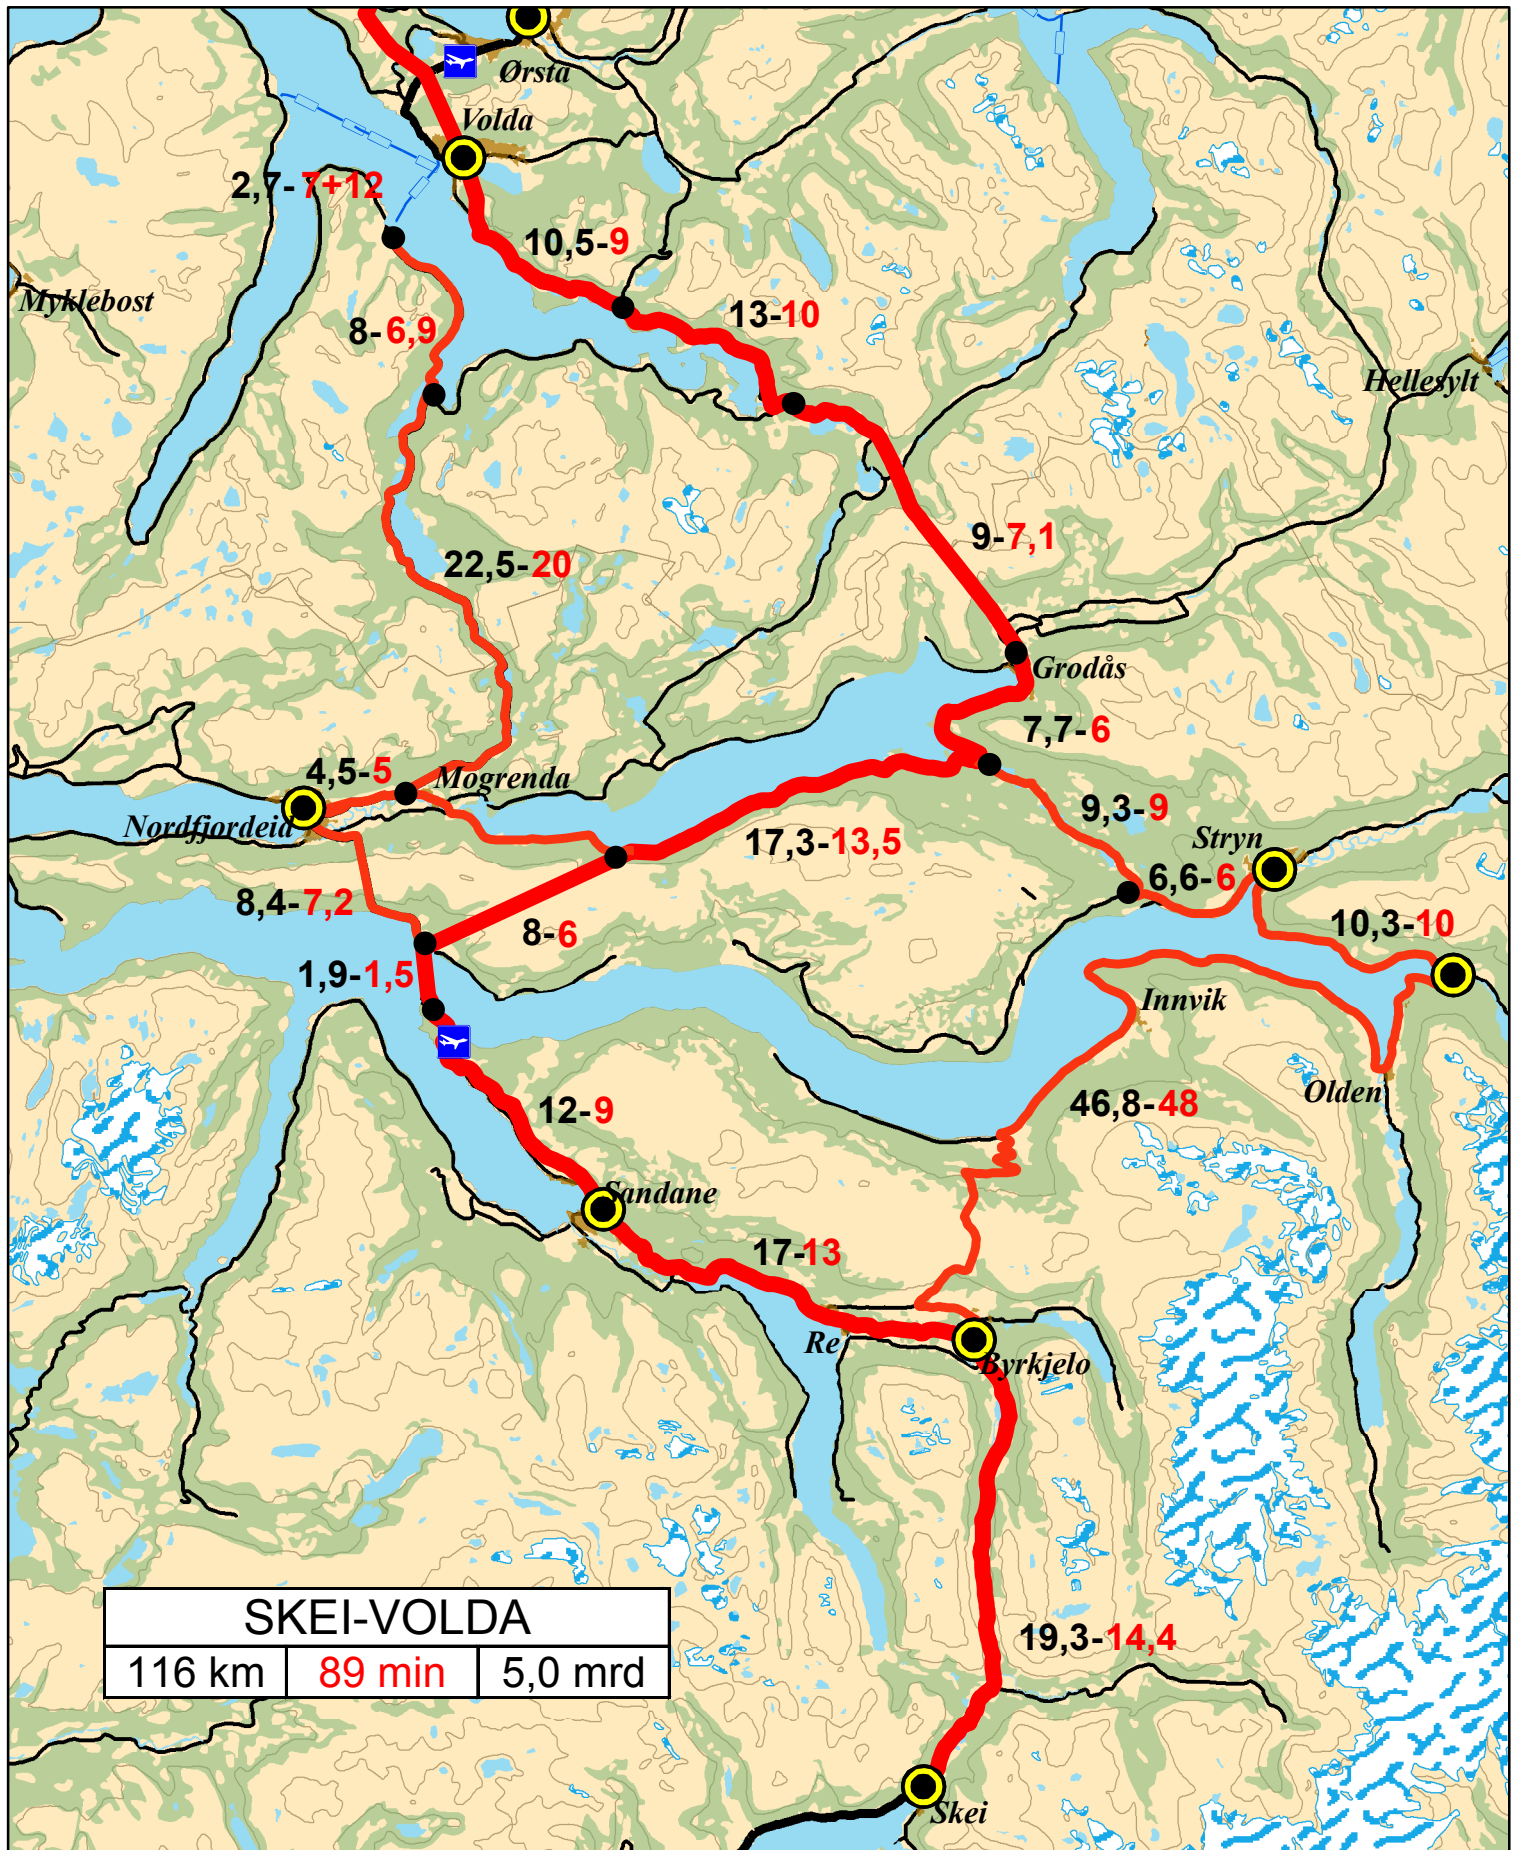 Ørsta
Volda
2,7-7+12
10,5-9
Myklebost
13-10
8-6,9
Hellesylt
9-7,1
22,5-20
Grodås
7,7-6
4,5-5
Mogrenda
9,3-9
Nordfjordeid
17,3-13,5
Stryn
6,6-6
8,4-7,2
8-6
10,3-10
1,9-1,5
Innvik
Olden
12-9
46,8-48
Sandane
17-13
Re
Byrkjelo
SKEI-VOLDA
116 km 89 min 5,0 mrd
19,3-14,4
Skei